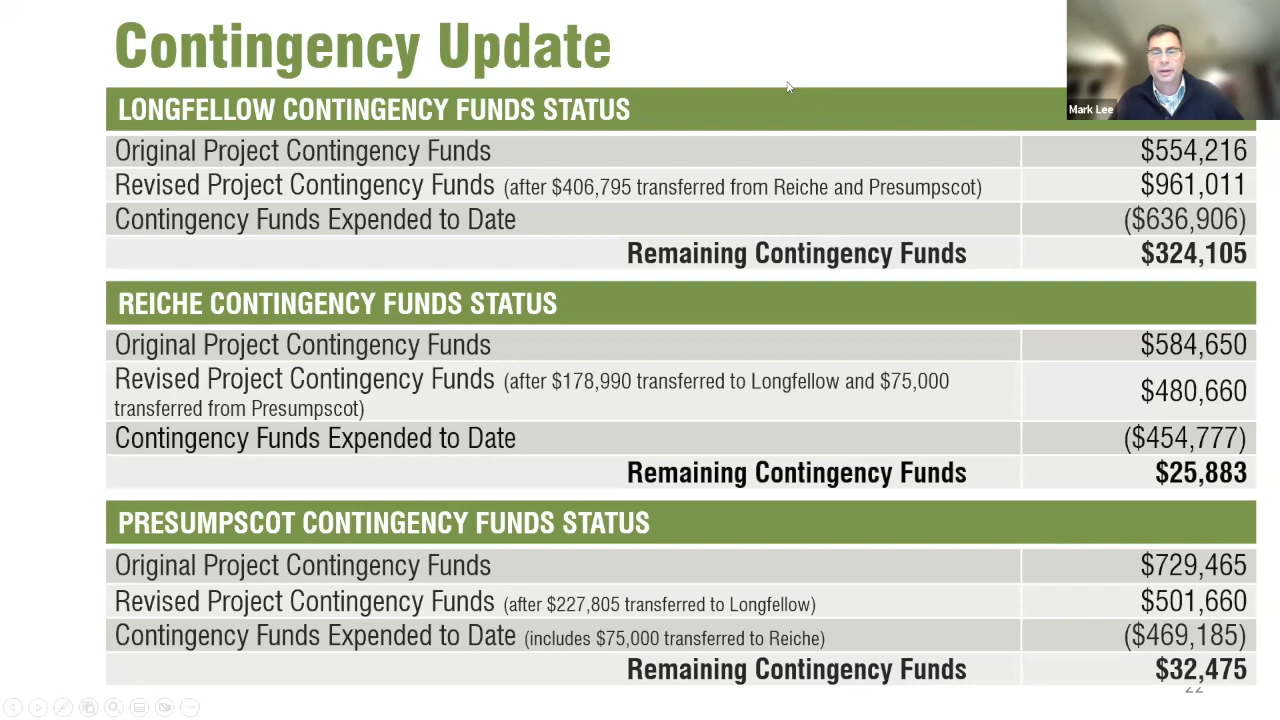 Contingency Update
Mark Lee
LONGFELLOW CONTINGENCY FUNDS STATUS
Original Project Contingency Funds $554,216
Revised Project Contingency Funds (after $406,795 transferred from Reiche and Presumpscot) $961,011
Contingency Funds Expended to Date ($636,906)
Remaining Contingency Funds $324,105
REICHE CONTINGENCY FUNDS STATUS
Original Project Contingency Funds $584,650
Revised Project Contingency Funds (after $178,990 transferred to Longfellow and $75,000
transferred from Presumpscot) $480,660
Contingency Funds Expended to Date ($454,777)
Remaining Contingency Funds $25,883
PRESUMPSCOT CONTINGENCY FUNDS STATUS
Original Project Contingency Funds $729,465
Revised Project Contingency Funds (after $227,805 transferred to Longfellow) $501,660
Contingency Funds Expended to Date (includes $75,000 transferred to Reiche) ($469,185)
Remaining Contingency Funds $32,475
22